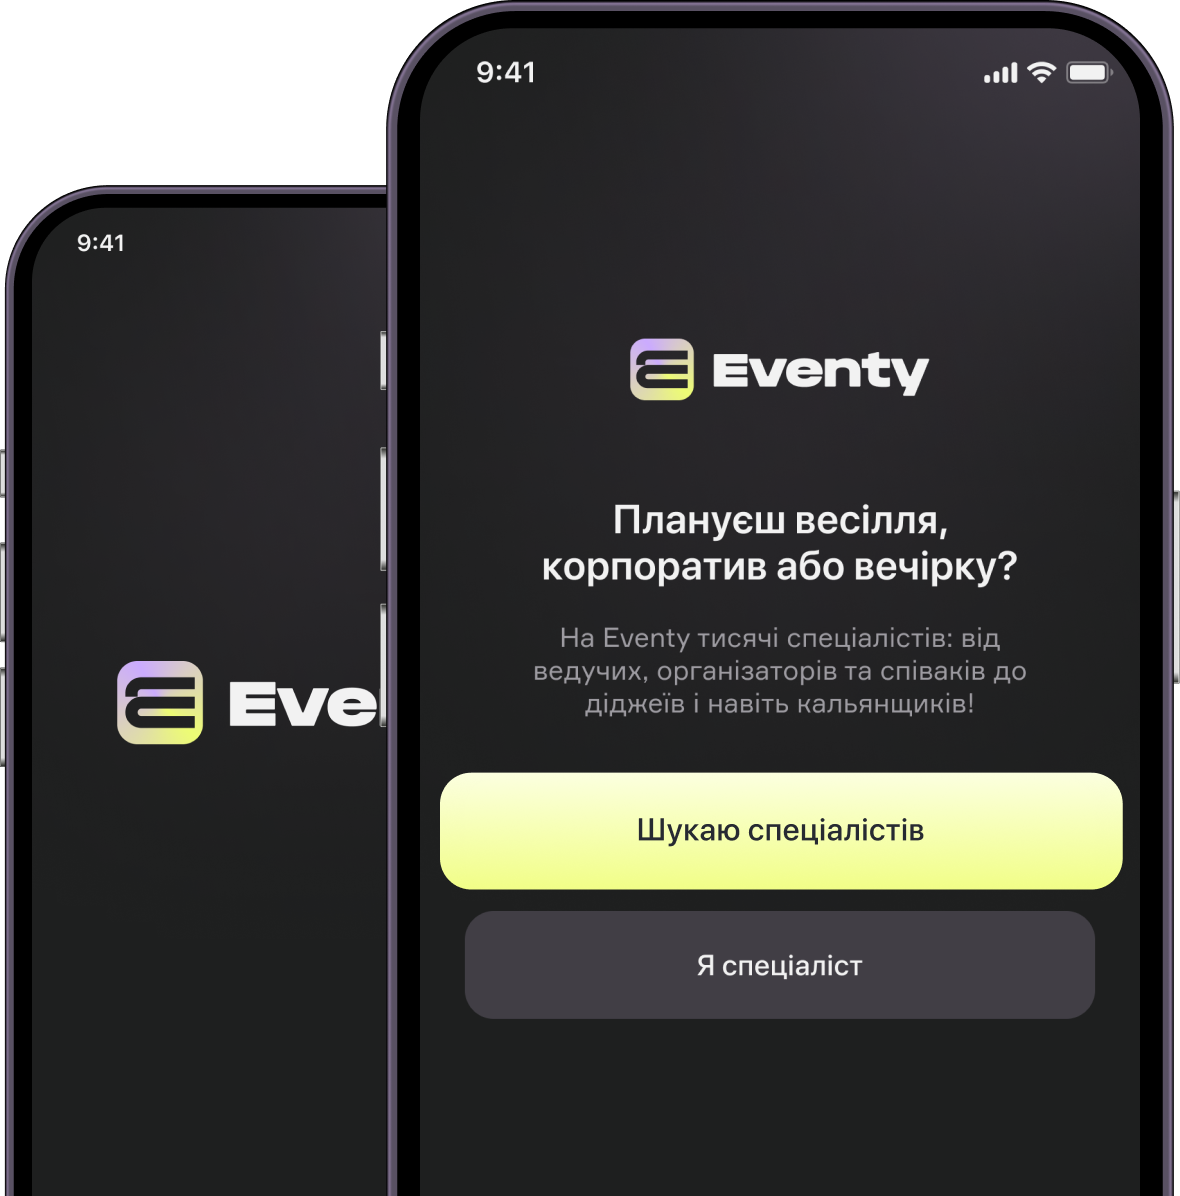 9:41
Eventy
Плануєш весілля,
корпоратив або вечірку?
На Eventy тисячі спеціалістів: від
ведучих, організаторів та співаків до
діджеїв і навіть кальянщиків!
Шукаю спеціалістів
Я спеціаліст
9:41
Eve